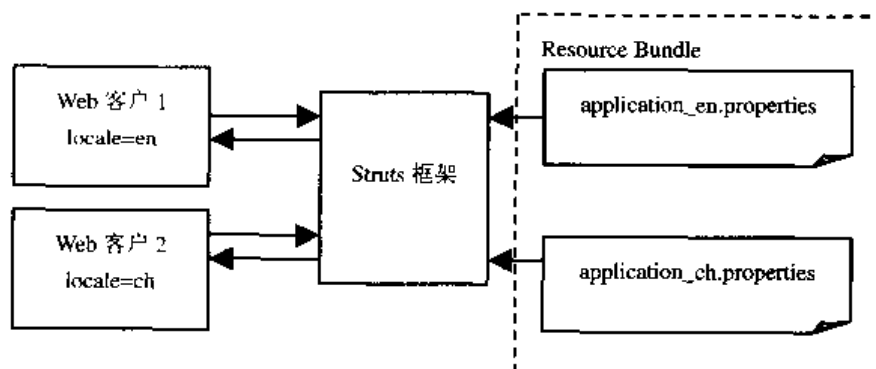 Resource Bundle
Web 客户 1
locale=en
application_en.properties
Struts 框架
Web 客户 2
locale=ch
application_ch.properties